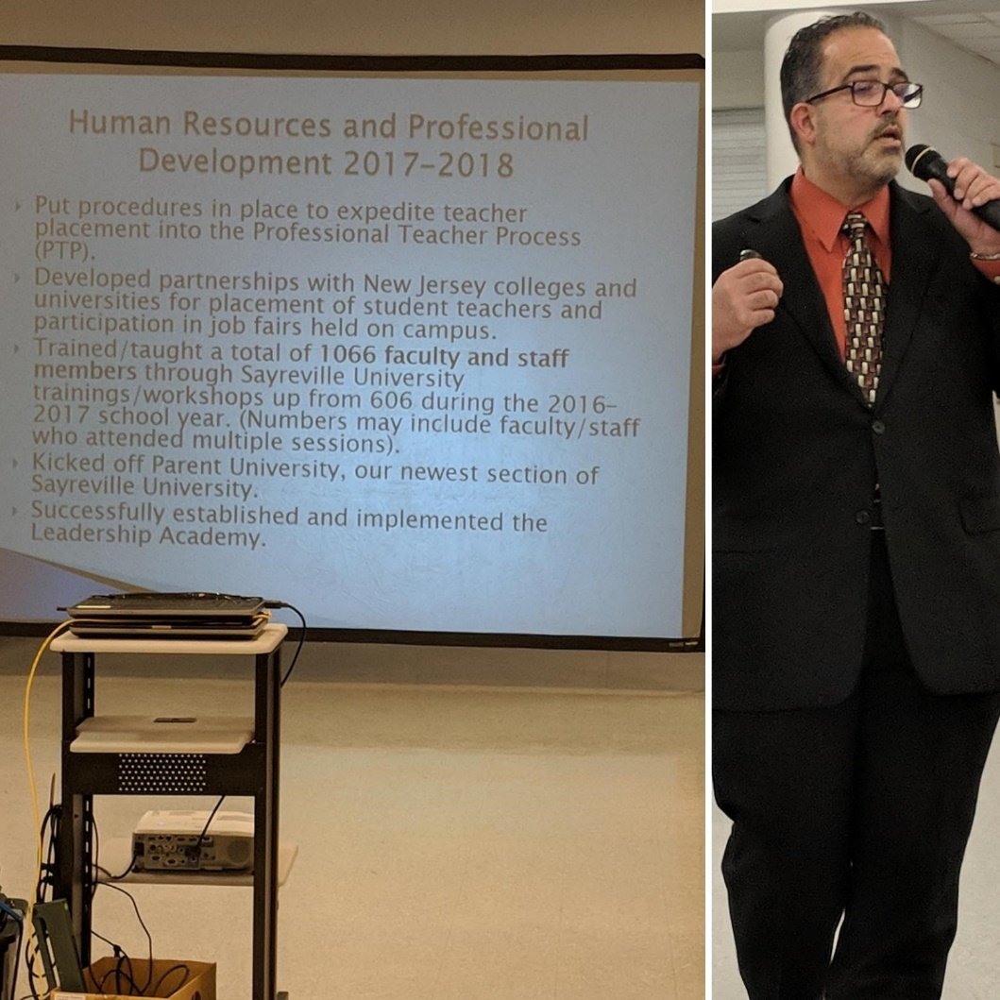 Human Resources and Professional
Development 2017-2018
Put procedures in place to expedite teacher
placement into the Professional Teacher Process
(PTP).
Developed partnerships with New Jersey colleges and
universities for placement of student teachers and
participation in job fairs held on campus.
Trained/taught a total of 1066 faculty and staff
members through Sayreville University
trainings/workshops up from 606 during the 2016-
2017 school year. (Numbers may include faculty/staff
who attended multiple sessions).
Kicked off Parent University, our newest section of
Sayreville University.
Successfully established and implemented the
Leadership Academy.